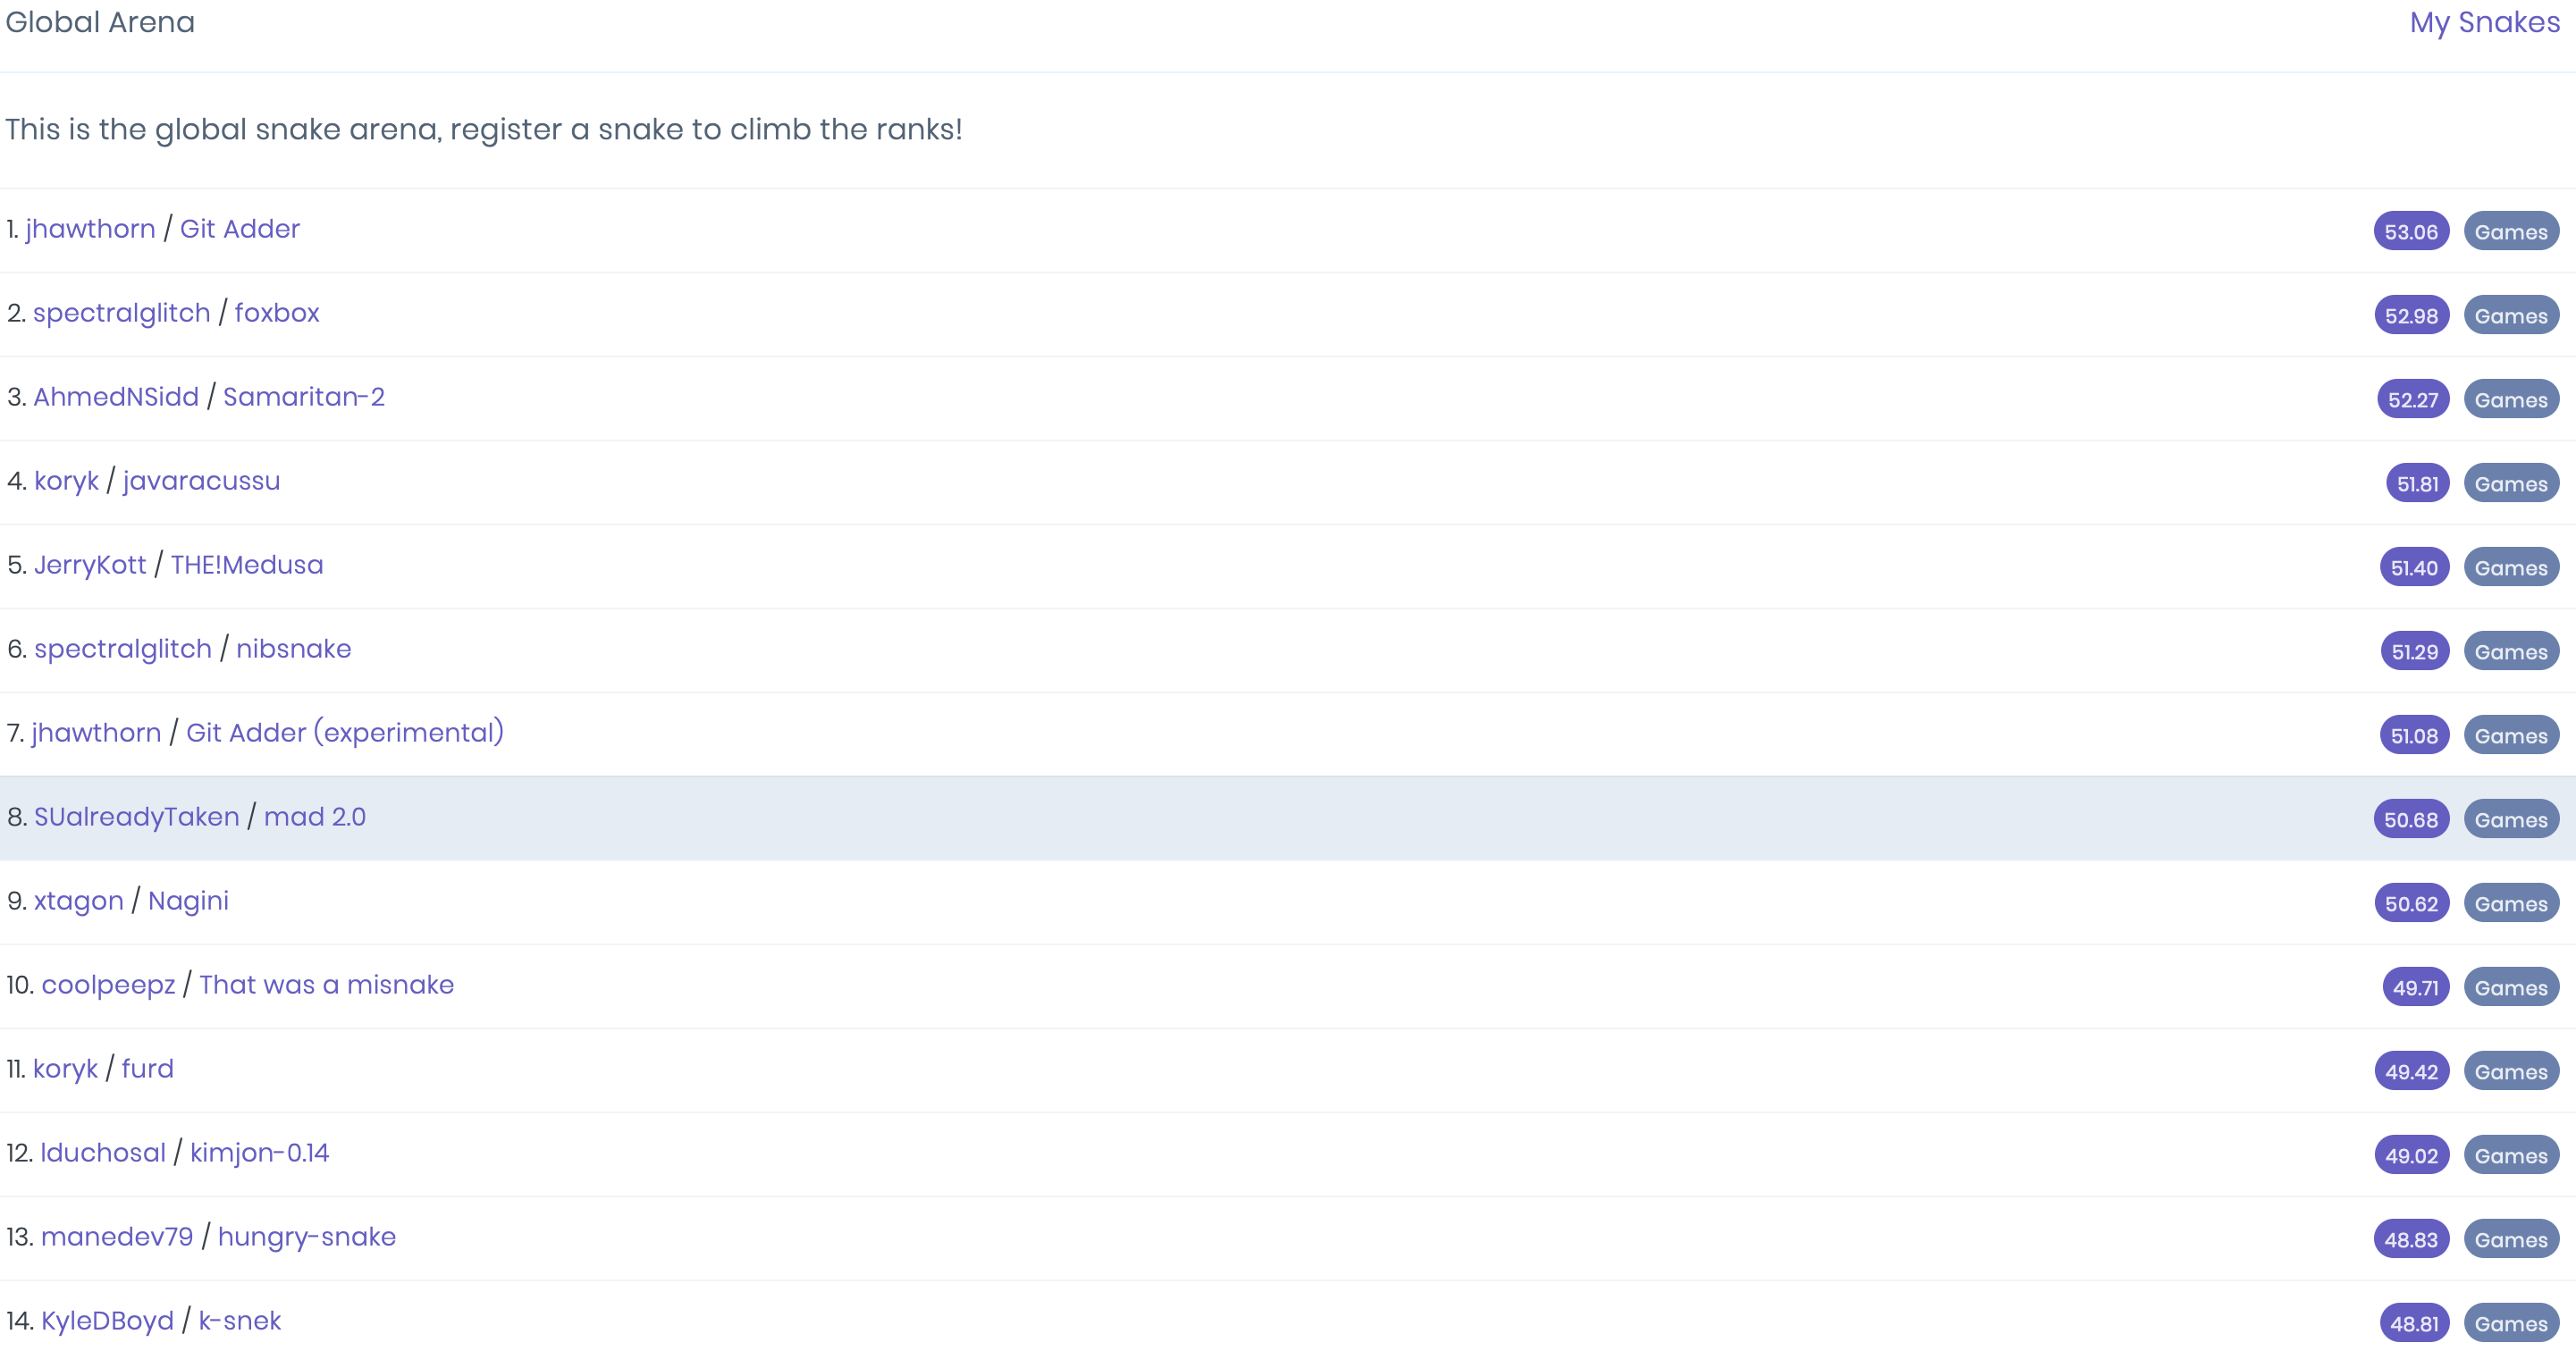 Global Arena My Snakes
This is the global snake arena, register a snake to climb the ranks!
1. jhawthorn / Git Adder 53.06 Games
2. spectralglitch / foxbox 52.98 Games
3. AhmedNSidd / Samaritan-2 52.27 Games
4. koryk / javaracussu 51.81 Games
5. JerryKott / THE!Medusa 51.40 Games
6. spectralglitch / nibsnake 51.29 Games
7. jhawthorn / Git Adder (experimental) 51.08 Games
8. SUalreadyTaken / mad 2.0 50.68 Games
9. xtagon / Nagini 50.62 Games
10. coolpeepz / That was a misnake 49.71 Games
11. koryk / furd 49.42 Games
12. lduchosal / kimjon-0.14 49.02 Games
13. manedev79 / hungry-snake 48.83 Games
14. KyleDBoyd / k-snek 48.81 Games